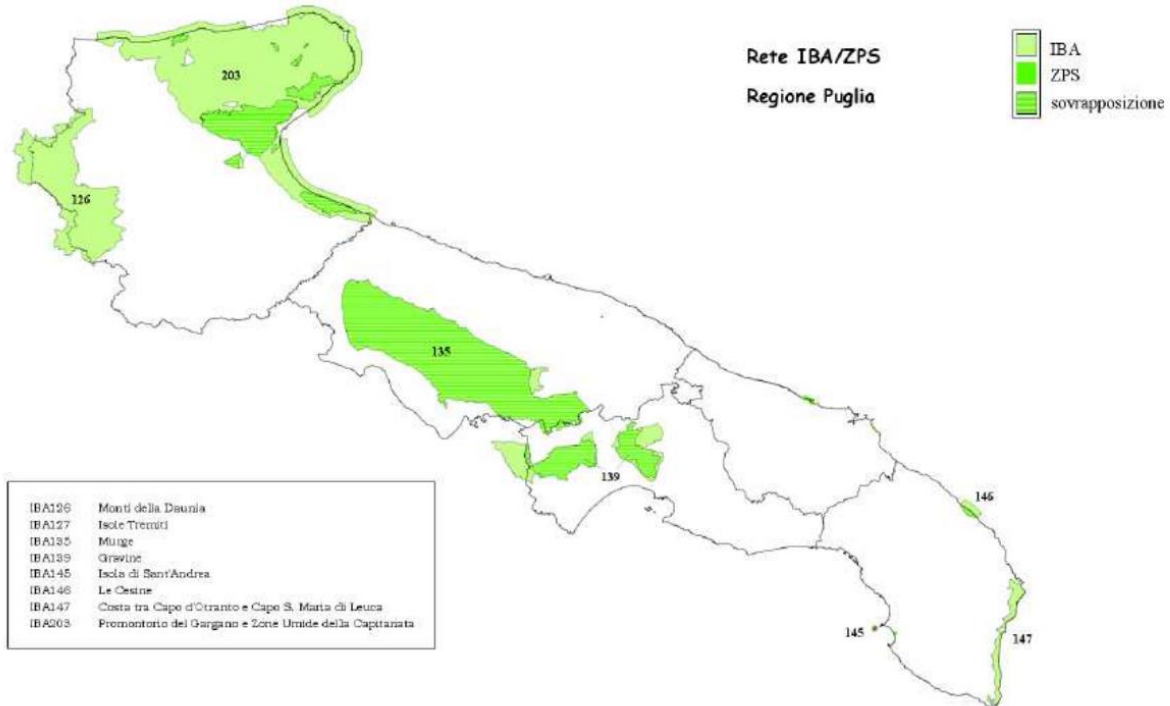 Rete IBA/ZPS
Regione Puglia
IBA
ZPS
sovrapposizione
203
126
135
139
146
145
147
IBA126 Monti della Daunia
IBA127 Isole Tremiti
IBA135 Murge
IBA139 Gravine
IBA145 Isola di Sant'Andrea
IBA146 Le Cesine
IBA147 Costa tra Capo d'Otranto e Capo S. Maria di Leuca
IBA203 Promontorio del Gargano e Zone Umide della Capitanata